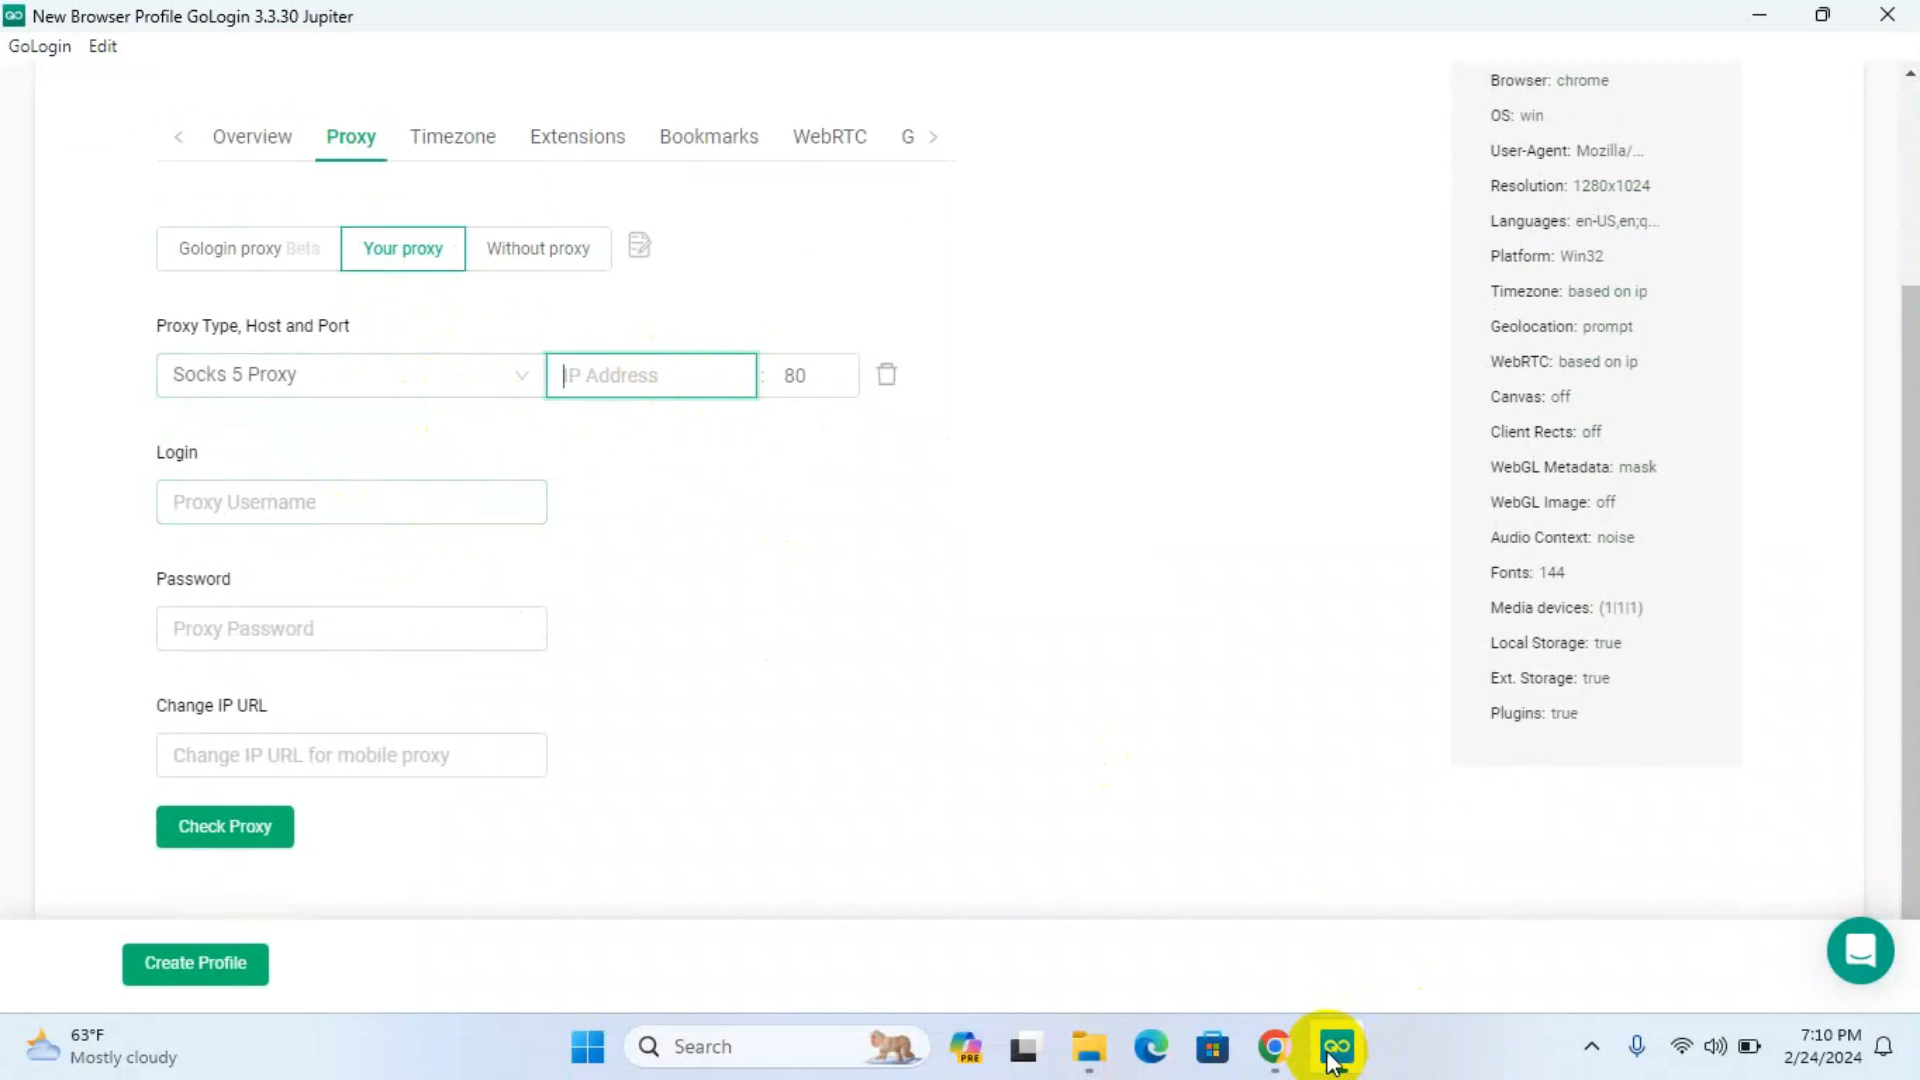 New Browser Profile GoLogin 3.3.30 Jupiter
GoLogin Edit
Overview Proxy Timezone Extensions Bookmarks WebRTC G
Gologin proxy Beta Your proxy Without proxy
Proxy Type, Host and Port
Socks 5 Proxy IP Address : 80
Login
Proxy Username
Password
Proxy Password
Change IP URL
Change IP URL for mobile proxy
Check Proxy
Create Profile
Browser: chrome
OS: win
User-Agent: Mozilla/...
Resolution: 1280x1024
Languages: en-US,en;q...
Platform: Win32
Timezone: based on ip
Geolocation: prompt
WebRTC: based on ip
Canvas: off
Client Rects: off
WebGL Metadata: mask
WebGL Image: off
Audio Context: noise
Fonts: 144
Media devices: (1|1|1)
Local Storage: true
Ext. Storage: true
Plugins: true
63°F
Mostly cloudy
Search
PRE
7:10 PM
2/24/2024